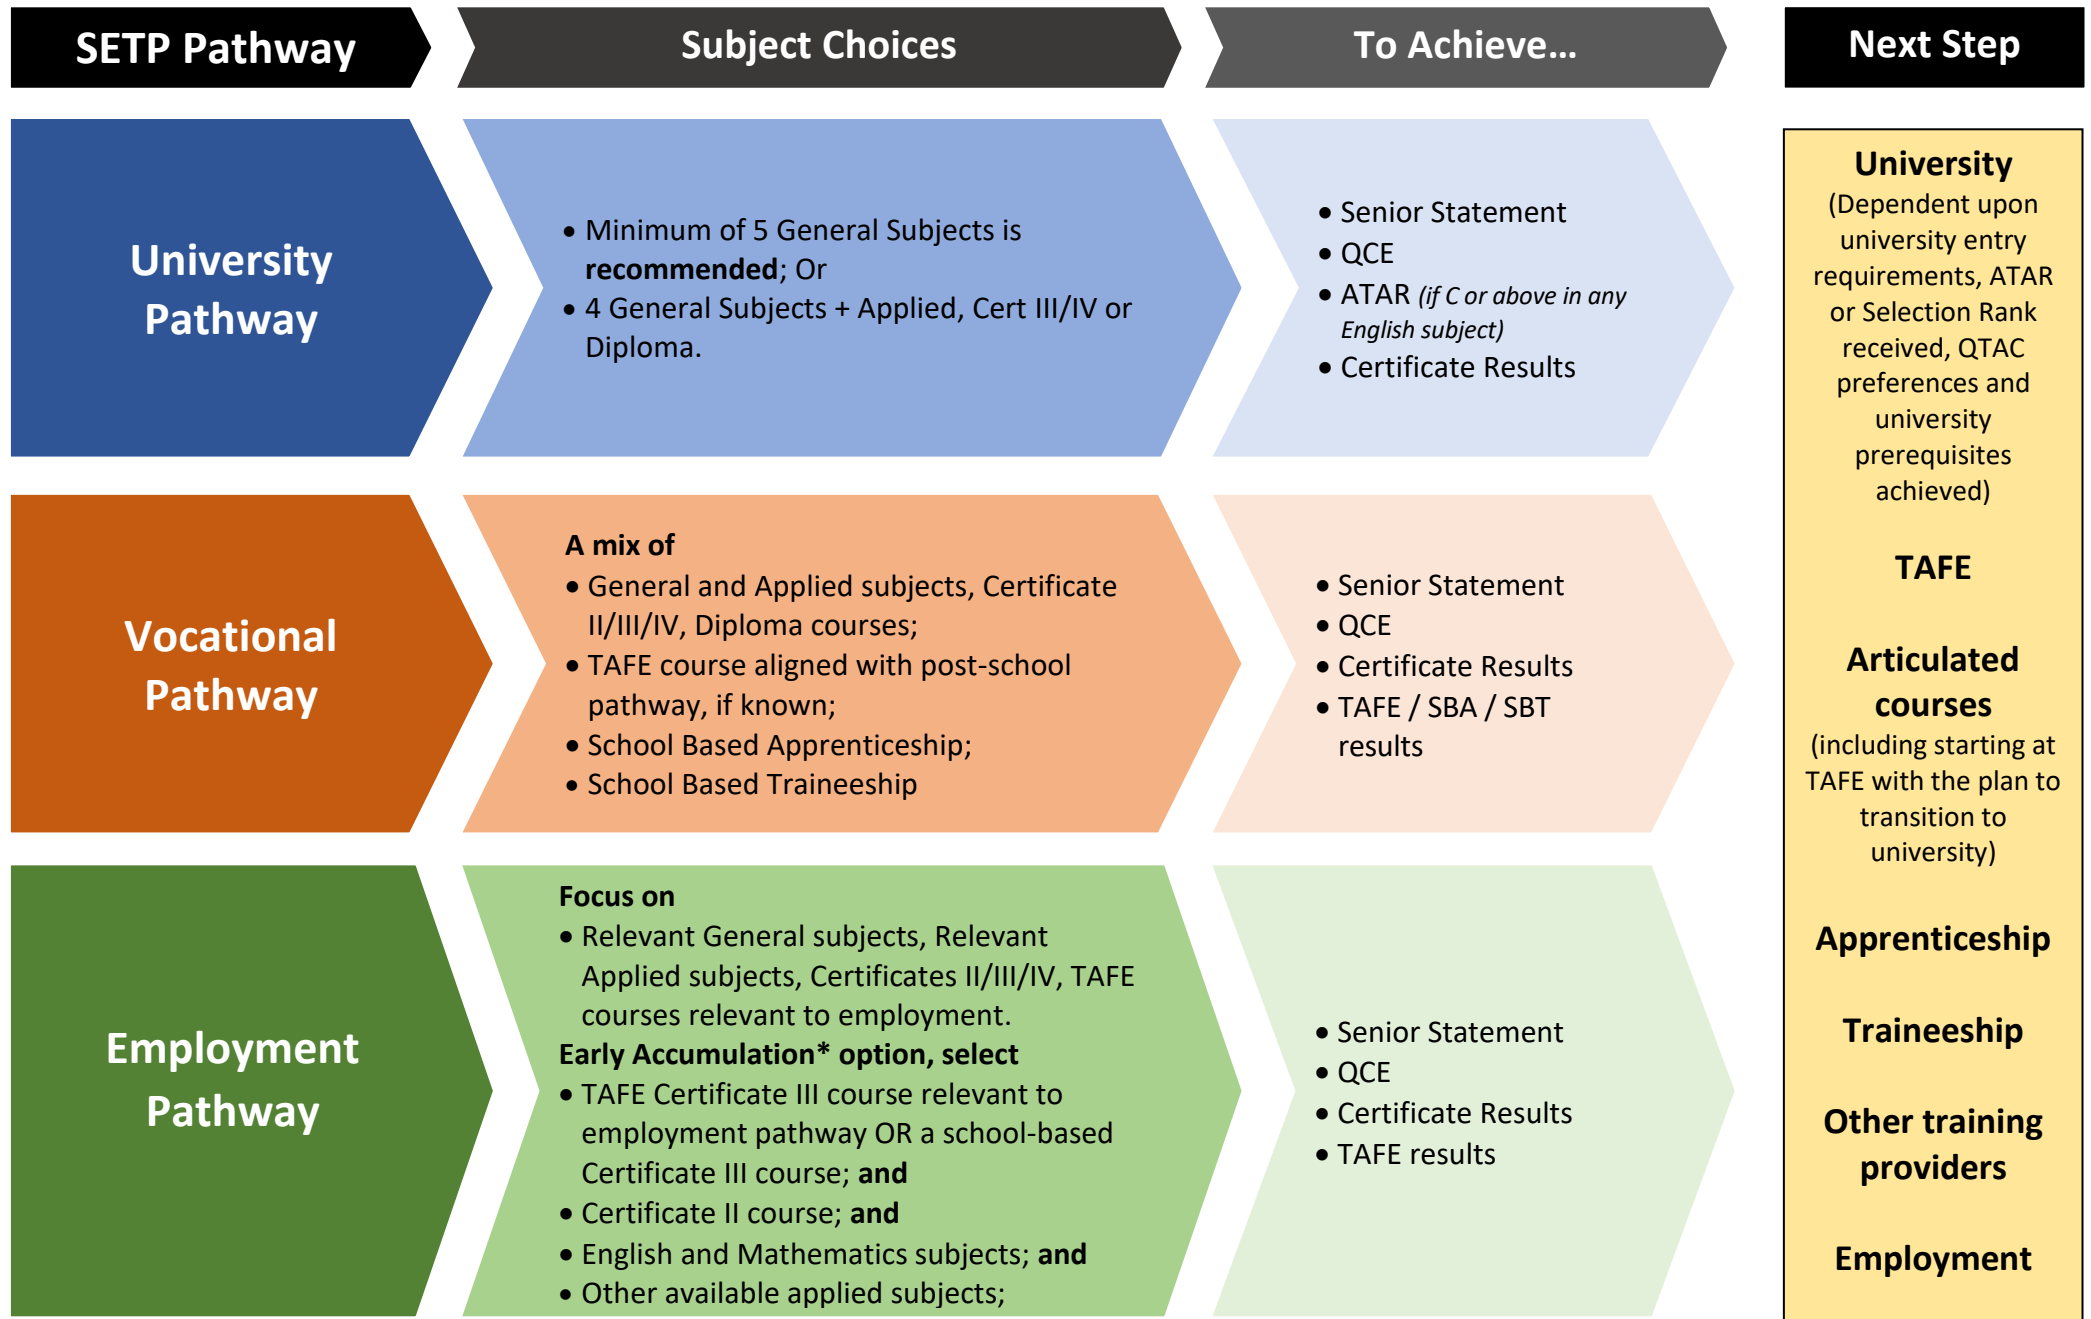 SETP Pathway
Subject Choices
To Achieve...
Next Step
University
Pathway
• Minimum of 5 General Subjects is
recommended; Or
• 4 General Subjects + Applied, Cert III/IV or
Diploma.
• Senior Statement
• QCE
• ATAR (if C or above in any
English subject)
• Certificate Results
Vocational
Pathway
A mix of
• General and Applied subjects, Certificate
II/III/IV, Diploma courses;
• TAFE course aligned with post-school
pathway, if known;
• School Based Apprenticeship;
• School Based Traineeship
• Senior Statement
• QCE
• Certificate Results
• TAFE / SBA / SBT
results
Employment
Pathway
Focus on
• Relevant General subjects, Relevant
Applied subjects, Certificates II/III/IV, TAFE
courses relevant to employment.
Early Accumulation* option, select
• TAFE Certificate III course relevant to
employment pathway OR a school-based
Certificate III course; and
• Certificate II course; and
• English and Mathematics subjects; and
• Other available applied subjects;
• Senior Statement
• QCE
• Certificate Results
• TAFE results
University
(Dependent upon
university entry
requirements, ATAR
or Selection Rank
received, QTAC
preferences and
university
prerequisites
achieved)
TAFE
Articulated
courses
(including starting at
TAFE with the plan to
transition to
university)
Apprenticeship
Traineeship
Other training
providers
Employment